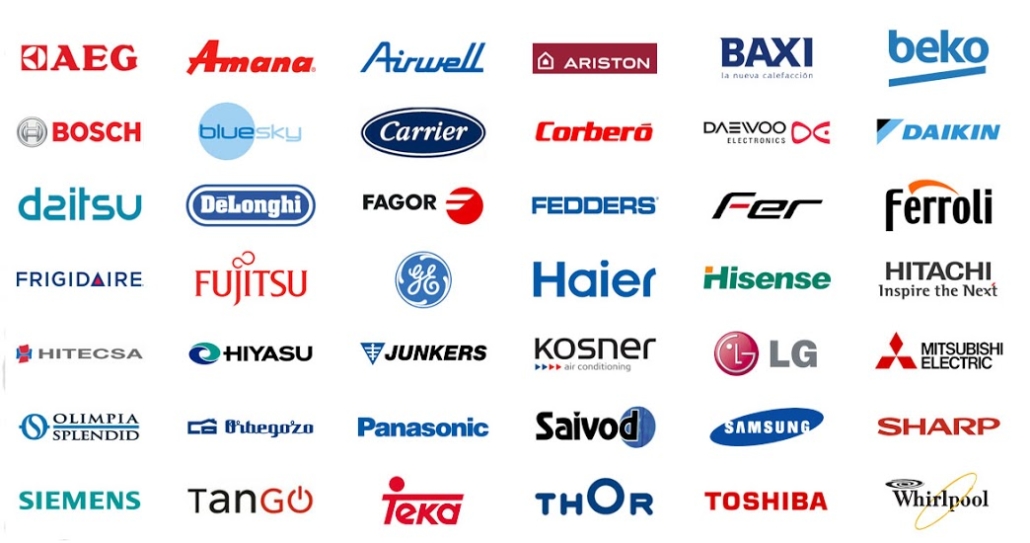 AEG
Amana
Airwell
ARISTON
BAXI
la nueva calefacción
beko
BOSCH
bluesky
Carrier
Corberó
DAEWOO
ELECTRONICS
DAIKIN
daitsu
DeLonghi
FAGOR
FEDDERS
Fer
Ferroli
FRIGIDAIRE
FUJITSU
GE
Haier
Hisense
HITACHI
Inspire the Next
HITECSA
HIYASU
JUNKERS
kosner
air conditioning
LG
MITSUBISHI
ELECTRIC
OLIMPIA
SPLENDID
Orbegozo
Panasonic
Saivod
SAMSUNG
SHARP
SIEMENS
TANGO
Teka
THOR
TOSHIBA
Whirlpool